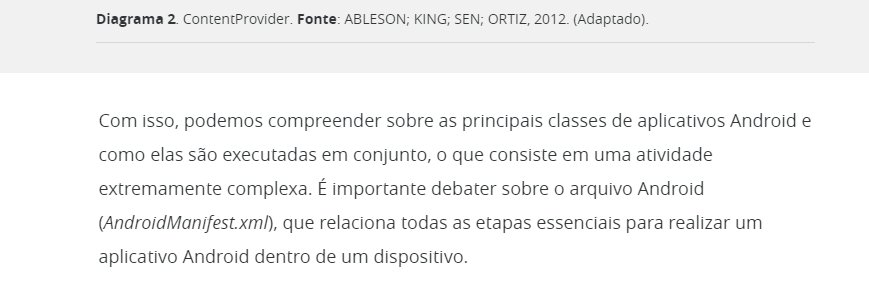 Diagrama 2. ContentProvider. Fonte: ABLESON; KING; SEN; ORTIZ, 2012. (Adaptado).
Com isso, podemos compreender sobre as principais classes de aplicativos Android e
como elas são executadas em conjunto, o que consiste em uma atividade
extremamente complexa. É importante debater sobre o arquivo Android
(AndroidManifest.xml), que relaciona todas as etapas essenciais para realizar um
aplicativo Android dentro de um dispositivo.